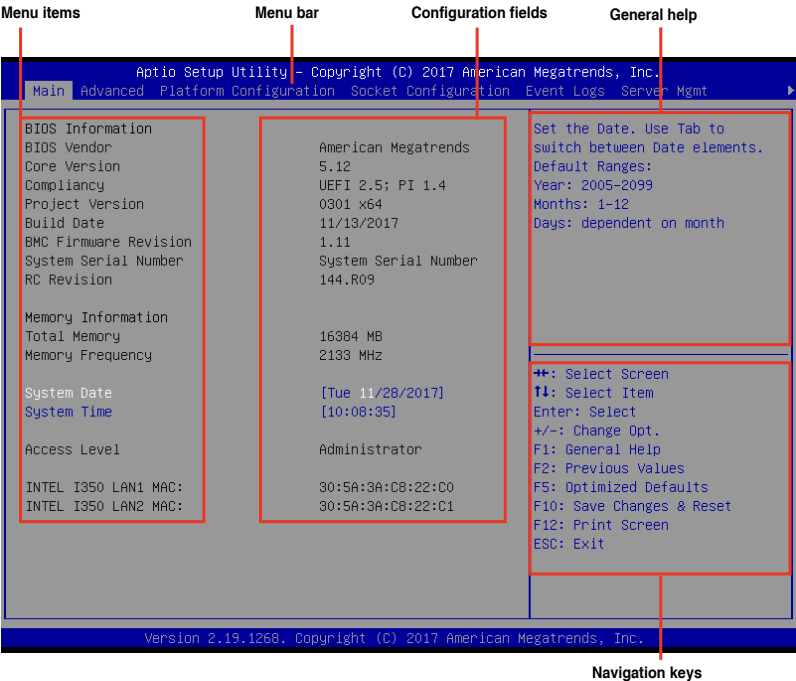 Menu items Menu bar Configuration fields General help
Aptio Setup Utility – Copyright (C) 2017 American Megatrends, Inc.
Main Advanced Platform Configuration Socket Configuration Event Logs Server Mgmt
BIOS Information
BIOS Vendor American Megatrends
Core Version 5.12
Compliancy UEFI 2.5; PI 1.4
Project Version 0301 x64
Build Date 11/13/2017
BMC Firmware Revision 1.11
System Serial Number System Serial Number
RC Revision 144.R09
Memory Information
Total Memory 16384 MB
Memory Frequency 2133 MHz
System Date [Tue 11/28/2017]
System Time [10:08:35]
Access Level Administrator
INTEL I350 LAN1 MAC: 30:5A:3A:C8:22:C0
INTEL I350 LAN2 MAC: 30:5A:3A:C8:22:C1
Set the Date. Use Tab to
switch between Date elements.
Default Ranges:
Year: 2005-2099
Months: 1-12
Days: dependent on month
→←: Select Screen
↑↓: Select Item
Enter: Select
+/-: Change Opt.
F1: General Help
F2: Previous Values
F5: Optimized Defaults
F10: Save Changes & Reset
F12: Print Screen
ESC: Exit
Version 2.19.1268. Copyright (C) 2017 American Megatrends, Inc.
Navigation keys